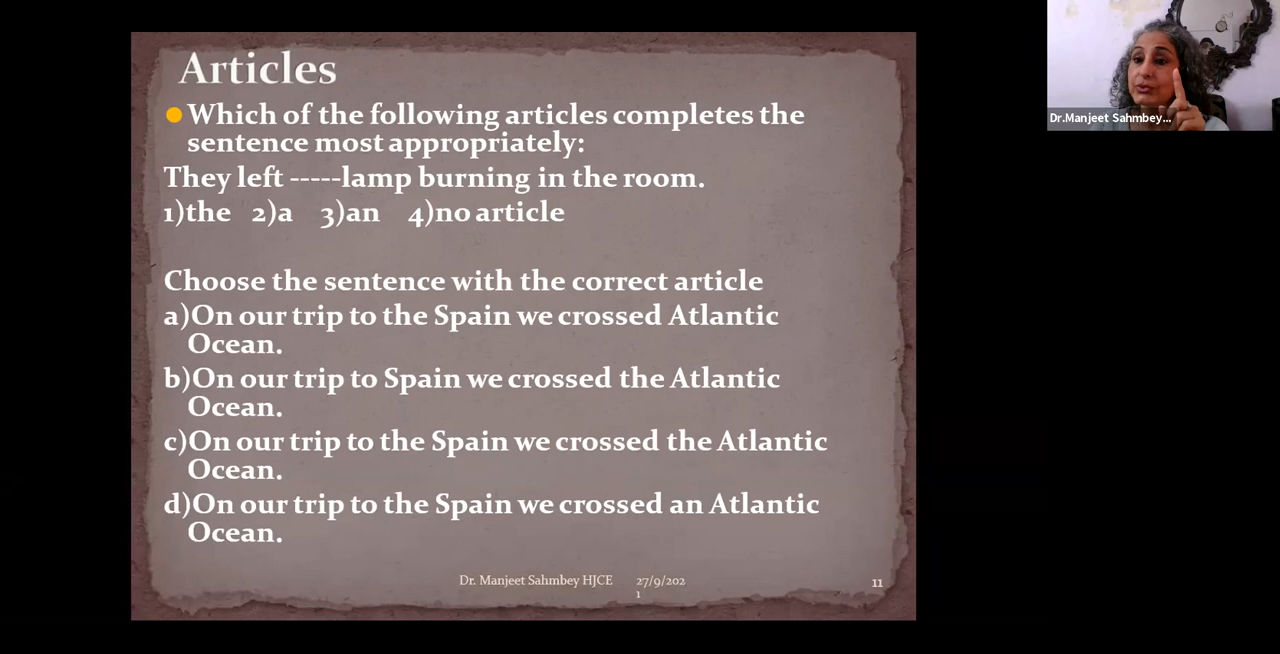 Articles
Which of the following articles completes the
sentence most appropriately:
They left -----lamp burning in the room.
1)the 2)a 3)an 4)no article
Choose the sentence with the correct article
a)On our trip to the Spain we crossed Atlantic
Ocean.
b)On our trip to Spain we crossed the Atlantic
Ocean.
c)On our trip to the Spain we crossed the Atlantic
Ocean.
d)On our trip to the Spain we crossed an Atlantic
Ocean.
Dr. Manjeet Sahmbey HJCE 27/9/202
1
11
Dr.Manjeet Sahmbey...